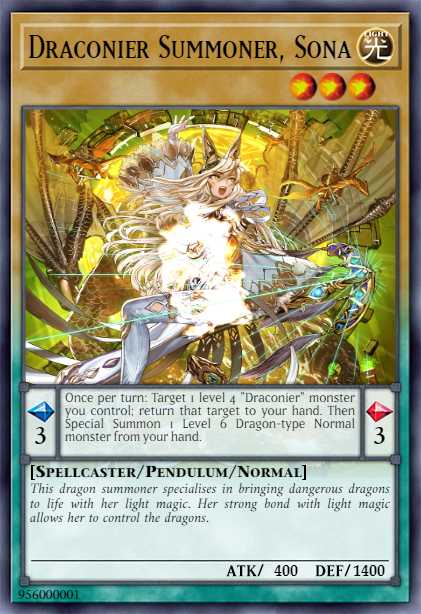 Draconier Summoner, Sona
LIGHT
光
Once per turn: Target 1 level 4 "Draconier" monster
you control; return that target to your hand. Then
Special Summon 1 Level 6 Dragon-type Normal
monster from your hand.
3
3
[Spellcaster/Pendulum/Normal]
This dragon summoner specialises in bringing dangerous dragons
to life with her light magic. Her strong bond with light magic
allows her to control the dragons.
ATK/ 400 DEF/1400
956000001